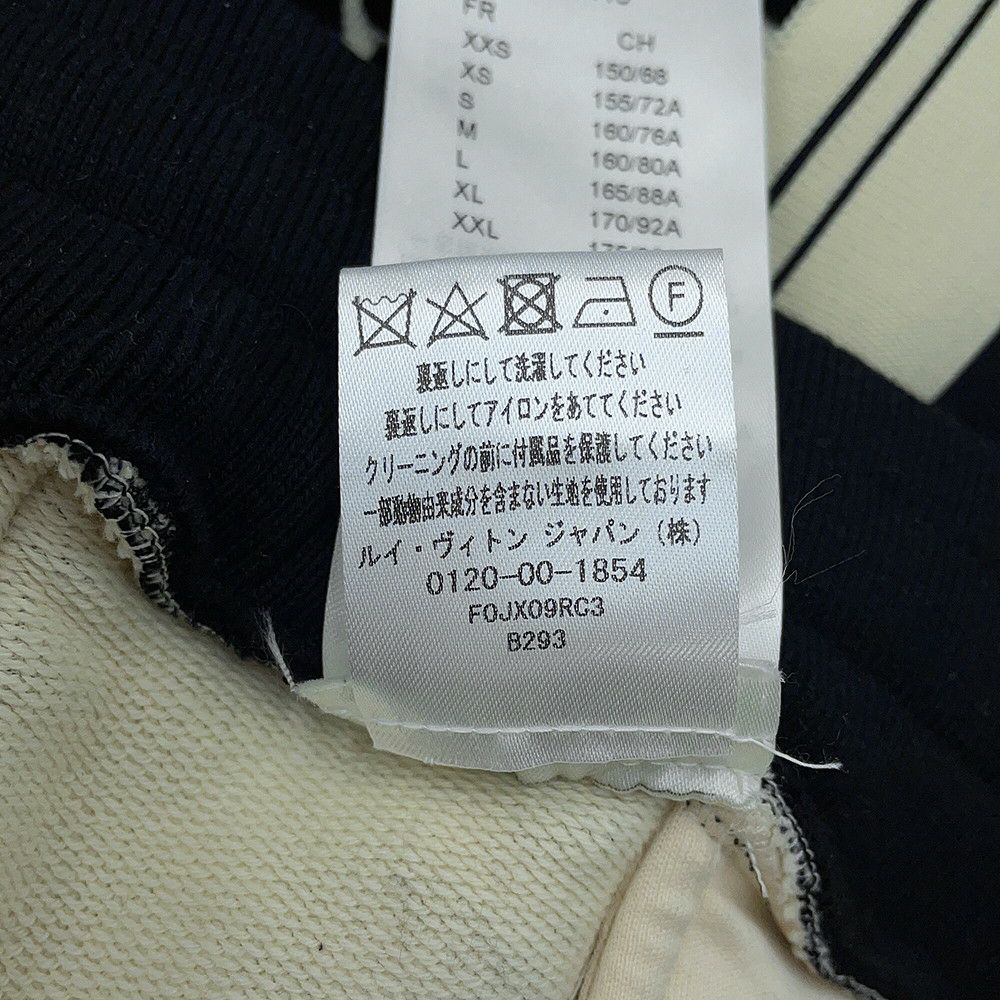 FR
XXS CH
XS 150/68
S 155/72A
M 160/76A
L 160/80A
XL 165/88A
XXL 170/92A
F
裏返しにして洗濯してください
裏返しにしてアイロンをあててください
クリーニングの前に付属品を保護してください
一部動物由来成分を含まない生地を使用しております
ルイ・ヴィトン ジャパン（株）
0120-00-1854
F0JX09RC3
B293